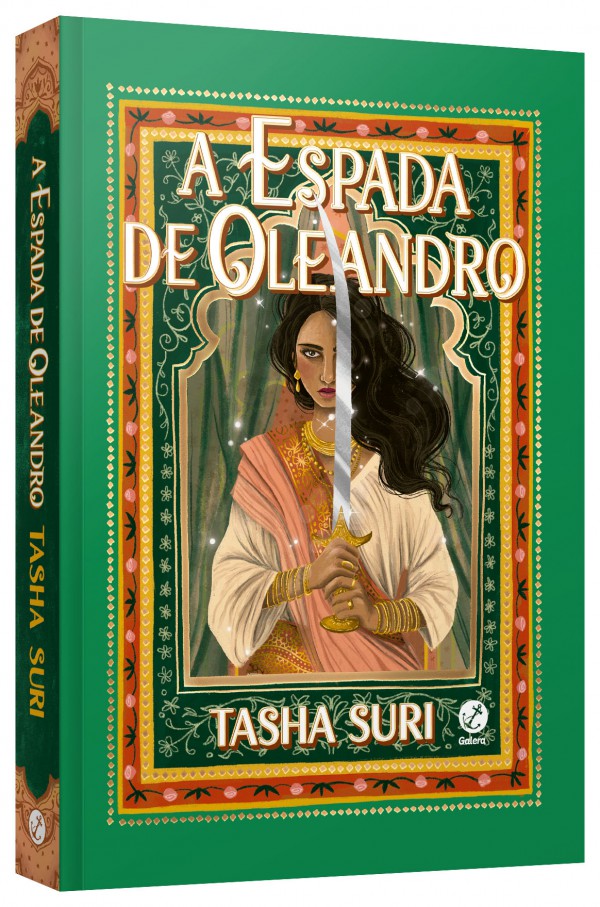 A ESPADA
DE OLEANDRO
TASHA SURI
Galera
A ESPADA DE OLEANDRO TASHA SURI